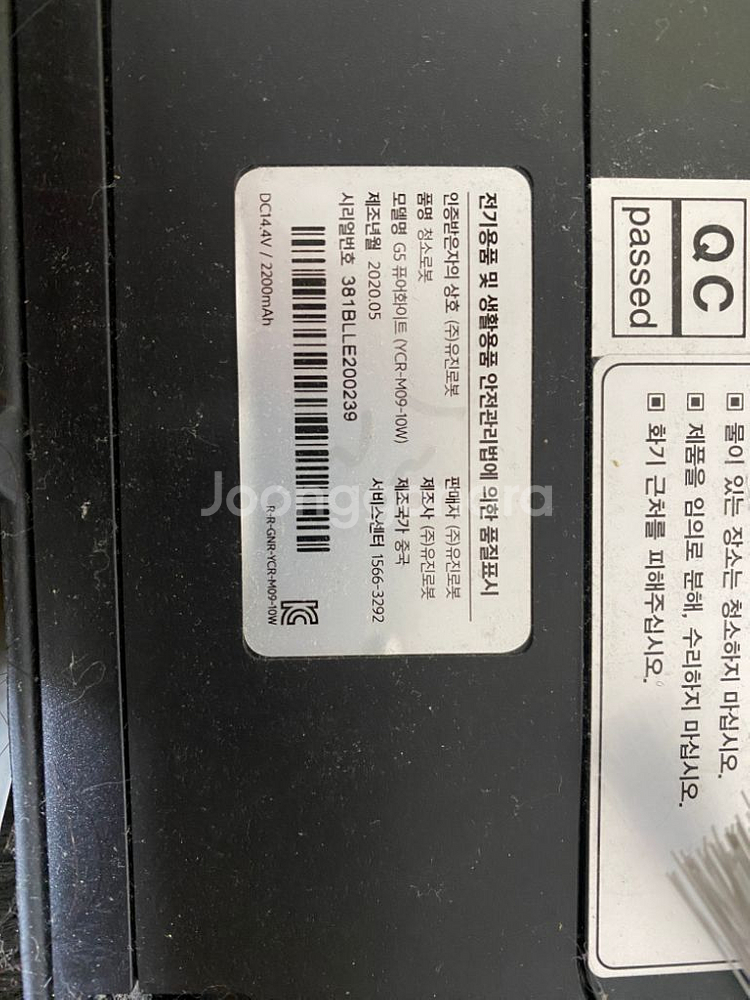 전기용품 및 생활용품 안전관리법에 의한 품질표시
인증받은자의 상호 (주)유진로봇 판매자 (주)유진로봇
품명 청소로봇 제조사 (주)유진로봇
모델명 G5 퓨어화이트 (YCR-M09-10W) 제조국가 중국
제조년월 2020.05 서비스센터 1566-3292
시리얼번호 381BLLE200239
DC14.4V / 2200mAh R-R-GNR-YCR-M09-10W
QC
passed
물이 있는 장소는 청소하지 마십시오.
제품을 임의로 분해, 수리하지 마십시오.
화기 근처를 피해주십시오.
Joongonara